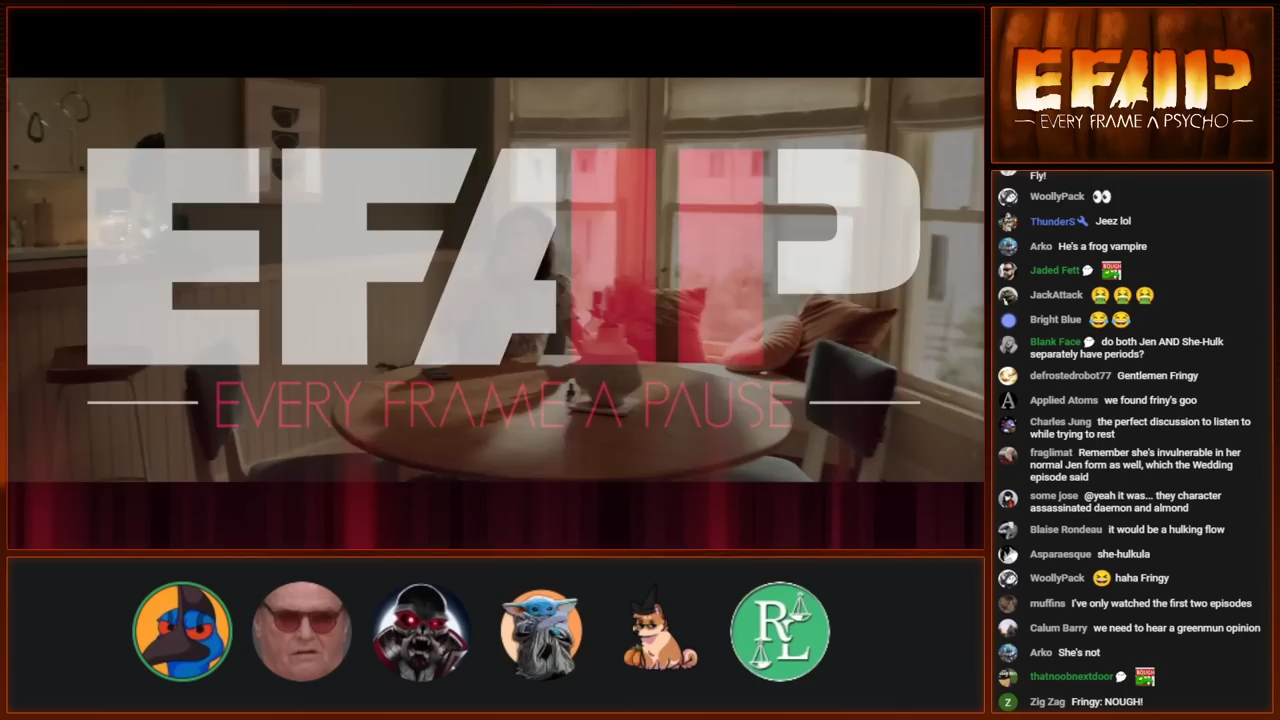 EFAP
EVERY FRAME A PAUSE
EFAP
EVERY FRAME A PSYCHO
Fly!
WoollyPack 👀
ThunderS Jeez lol
Arko He's a frog vampire
Jaded Fett NOUGH
JackAttack 🤮🤮🤮
Bright Blue 😂😂
Blank Face do both Jen AND She-Hulk
separately have periods?
defrostedrobot77 Gentlemen Fringy
Applied Atoms we found friny's goo
Charles Jung the perfect discussion to listen to
while trying to rest
fraglimat Remember she's invulnerable in her
normal Jen form as well, which the Wedding
episode said
some jose @yeah it was... they character
assassinated daemon and almond
Blaise Rondeau it would be a hulking flow
Asparaesque she-hulkula
WoollyPack 😆 haha Fringy
muffins I've only watched the first two episodes
Calum Barry we need to hear a greenmun opinion
Arko She's not
thatnoobnextdoor NOUGH
Z Zig Zag Fringy: NOUGH!
A
RL